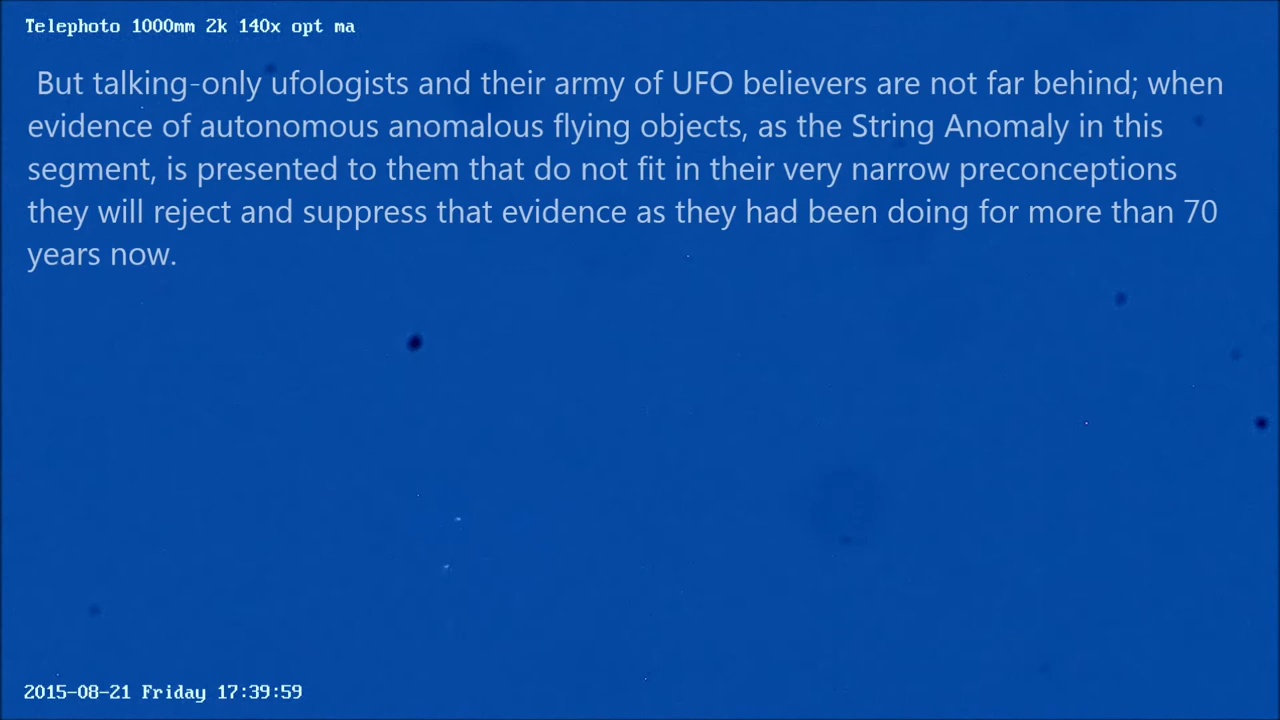 Telephoto 1000mm 2k 140x opt ma
But talking-only ufologists and their army of UFO believers are not far behind; when
evidence of autonomous anomalous flying objects, as the String Anomaly in this
segment, is presented to them that do not fit in their very narrow preconceptions
they will reject and suppress that evidence as they had been doing for more than 70
years now.
2015-08-21 Friday 17:39:59